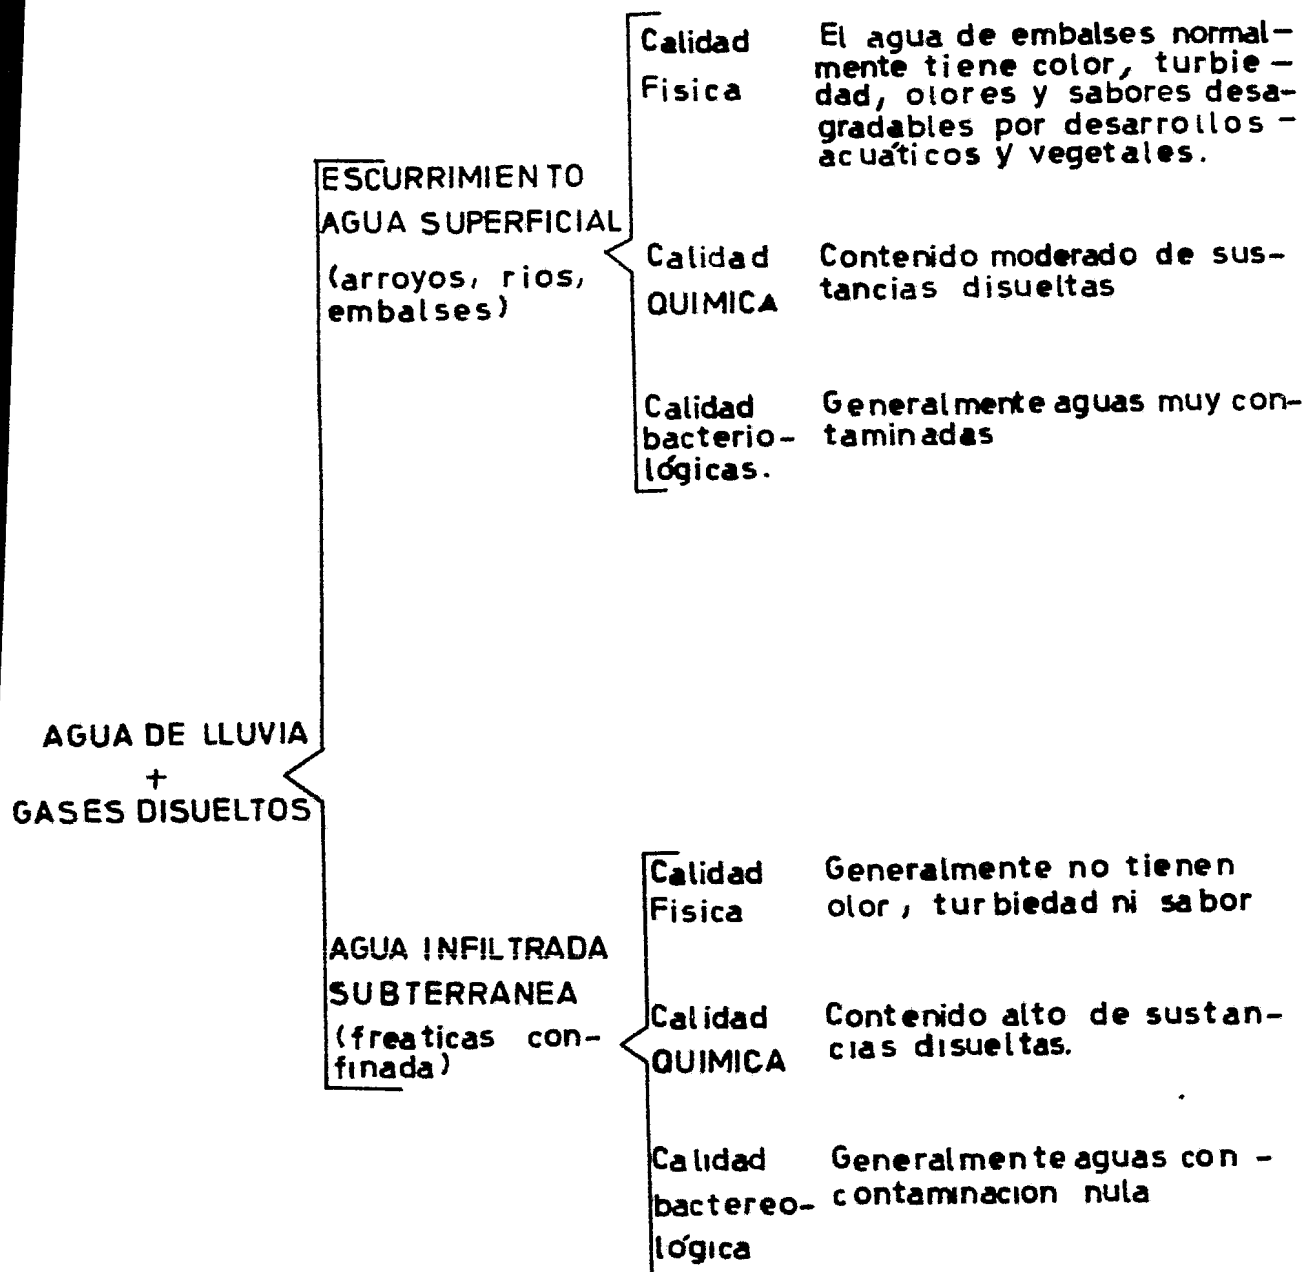 Calidad
Fisica
El agua de embalses normal-
mente tiene color, turbie-
dad, olores y sabores desa-
gradables por desarrollos-
acuáticos y vegetales.
ESCURRIMIENTO
AGUA SUPERFICIAL
(arroyos, rios,
embalses)
Calidad
QUIMICA
Contenido moderado de sus-
tancias disueltas
Calidad
bacterio-
lógicas.
Generalmente aguas muy con-
taminadas
AGUA DE LLUVIA
+
GASES DISUELTOS
Calidad
Fisica
Generalmente no tienen
olor, turbiedad ni sabor
AGUA INFILTRADA
SUBTERRANEA
(freaticas con-
finada)
Calidad
QUIMICA
Contenido alto de sustan-
cias disueltas.
Calidad
bactereo-
lógica
Generalmente aguas con-
contaminacion nula